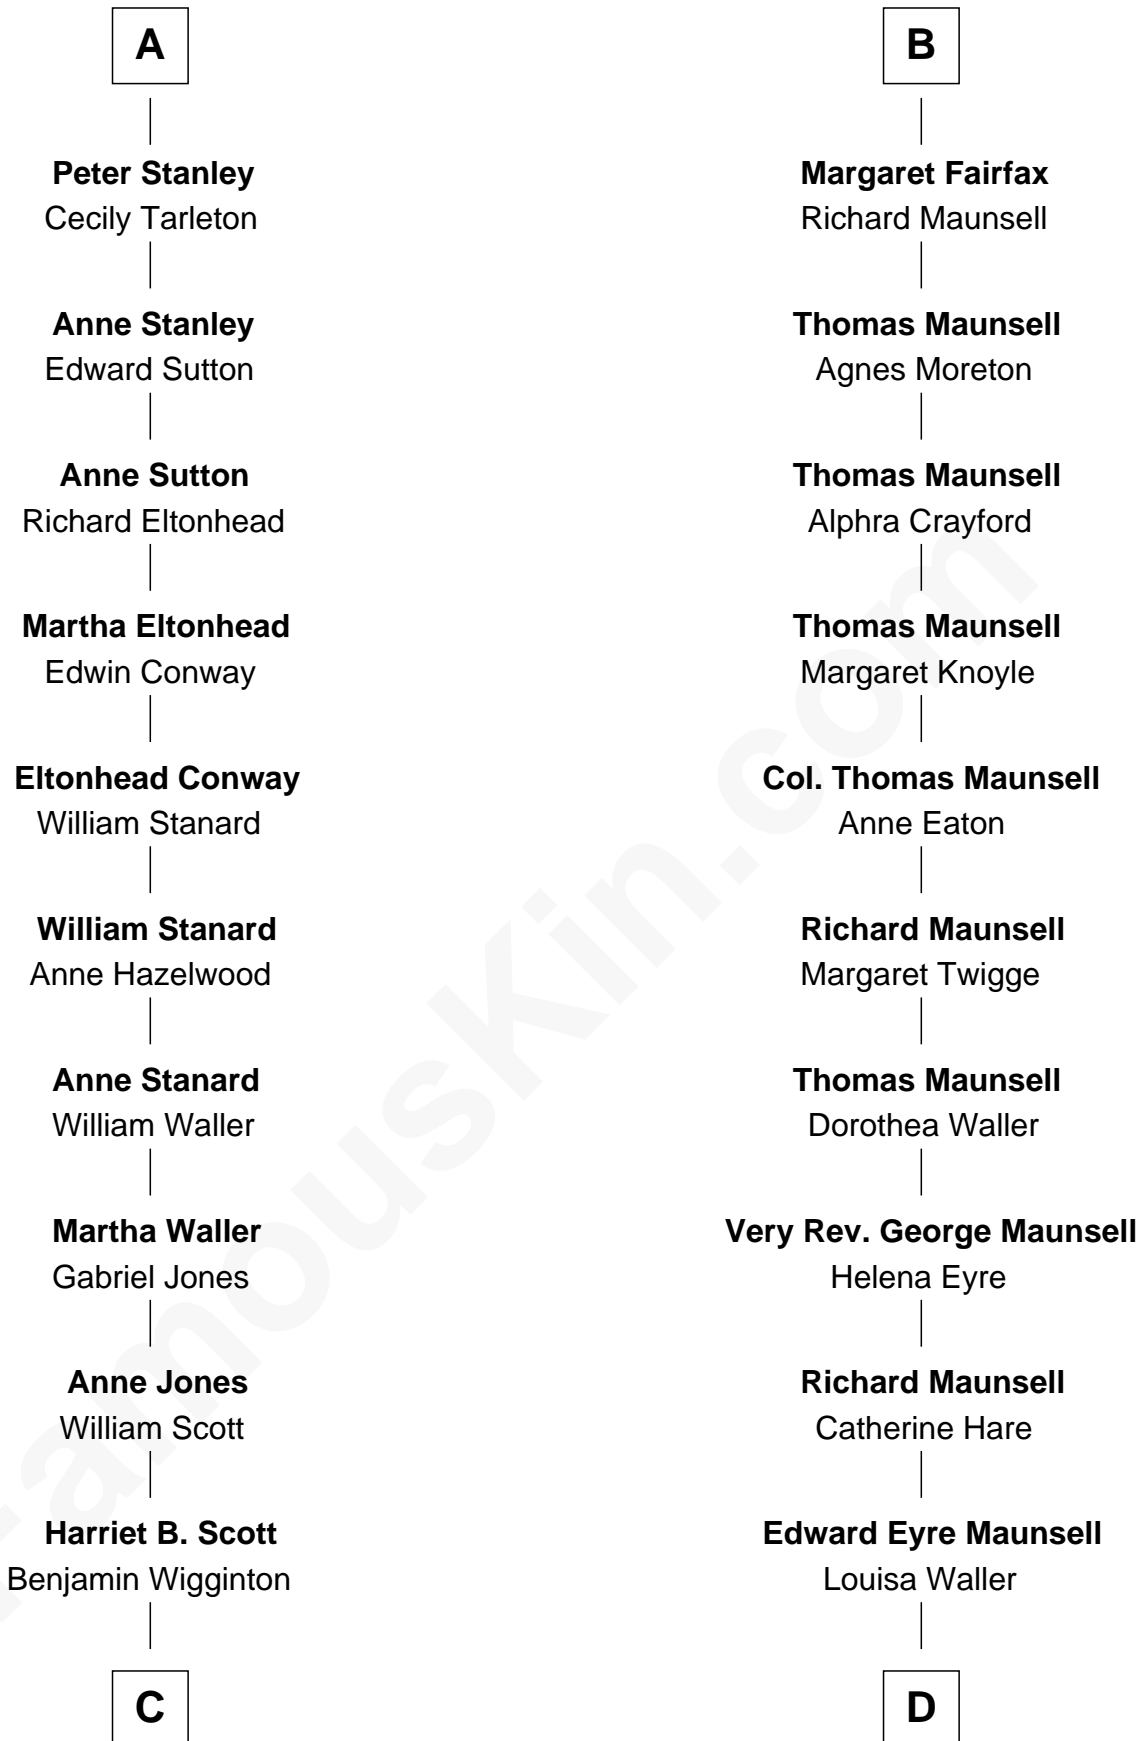 A
Peter Stanley
Cecily Tarleton
Anne Stanley
Edward Sutton
Anne Sutton
Richard Eltonhead
Martha Eltonhead
Edwin Conway
Eltonhead Conway
William Stanard
William Stanard
Anne Hazelwood
Anne Stanard
William Waller
Martha Waller
Gabriel Jones
Anne Jones
William Scott
Harriet B. Scott
Benjamin Wigginton
C
B
Margaret Fairfax
Richard Maunsell
Thomas Maunsell
Agnes Moreton
Thomas Maunsell
Alphra Crayford
Thomas Maunsell
Margaret Knoyle
Col. Thomas Maunsell
Anne Eaton
Richard Maunsell
Margaret Twigge
Thomas Maunsell
Dorothea Waller
Very Rev. George Maunsell
Helena Eyre
Richard Maunsell
Catherine Hare
Edward Eyre Maunsell
Louisa Waller
D
FamousKin.com